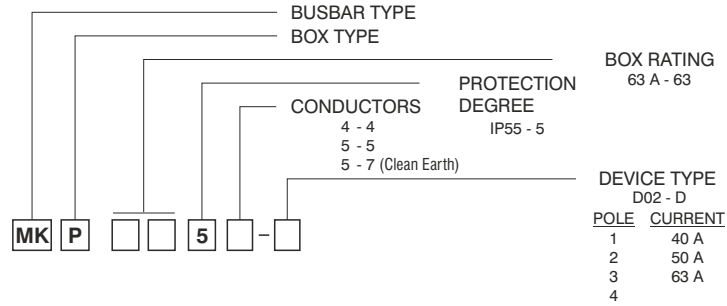 BUSBAR TYPE
BOX TYPE
BOX RATING
63 A - 63
PROTECTION
DEGREE
IP55 - 5
CONDUCTORS
4 - 4
5 - 5
5 - 7 (Clean Earth)
DEVICE TYPE
D02 - D
POLE CURRENT
1 40 A
2 50 A
3 63 A
4
MK P 5 -